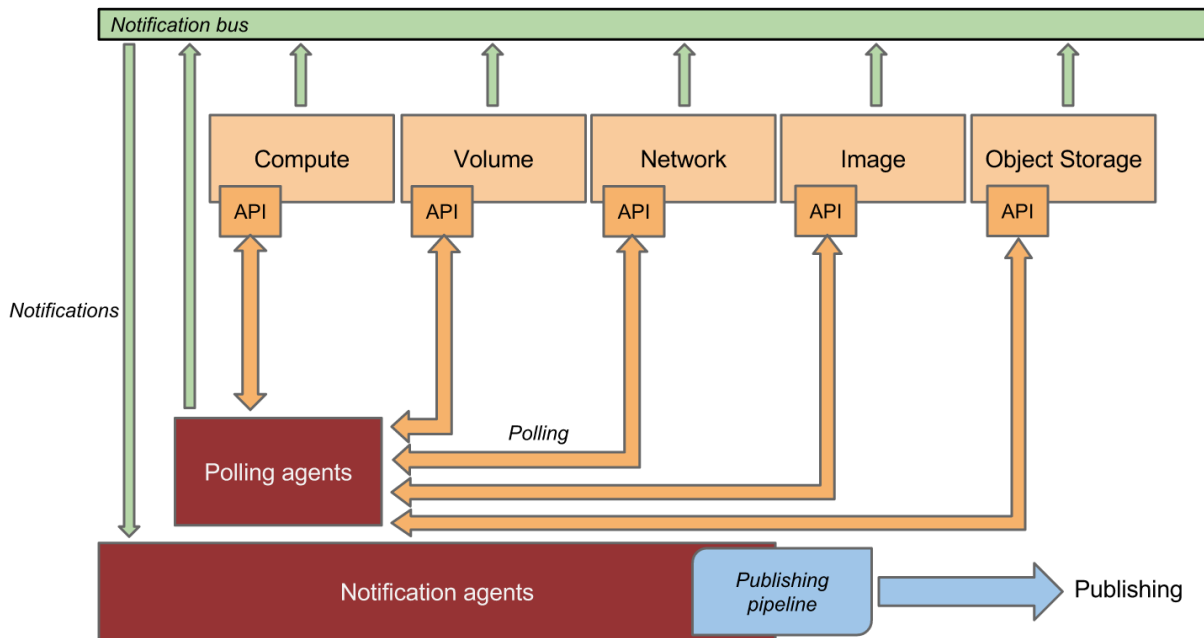 Notification bus
Compute
Volume
Network
Image
Object Storage
API
API
API
API
API
Notifications
Polling
Polling agents
Notification agents
Publishing
pipeline
Publishing